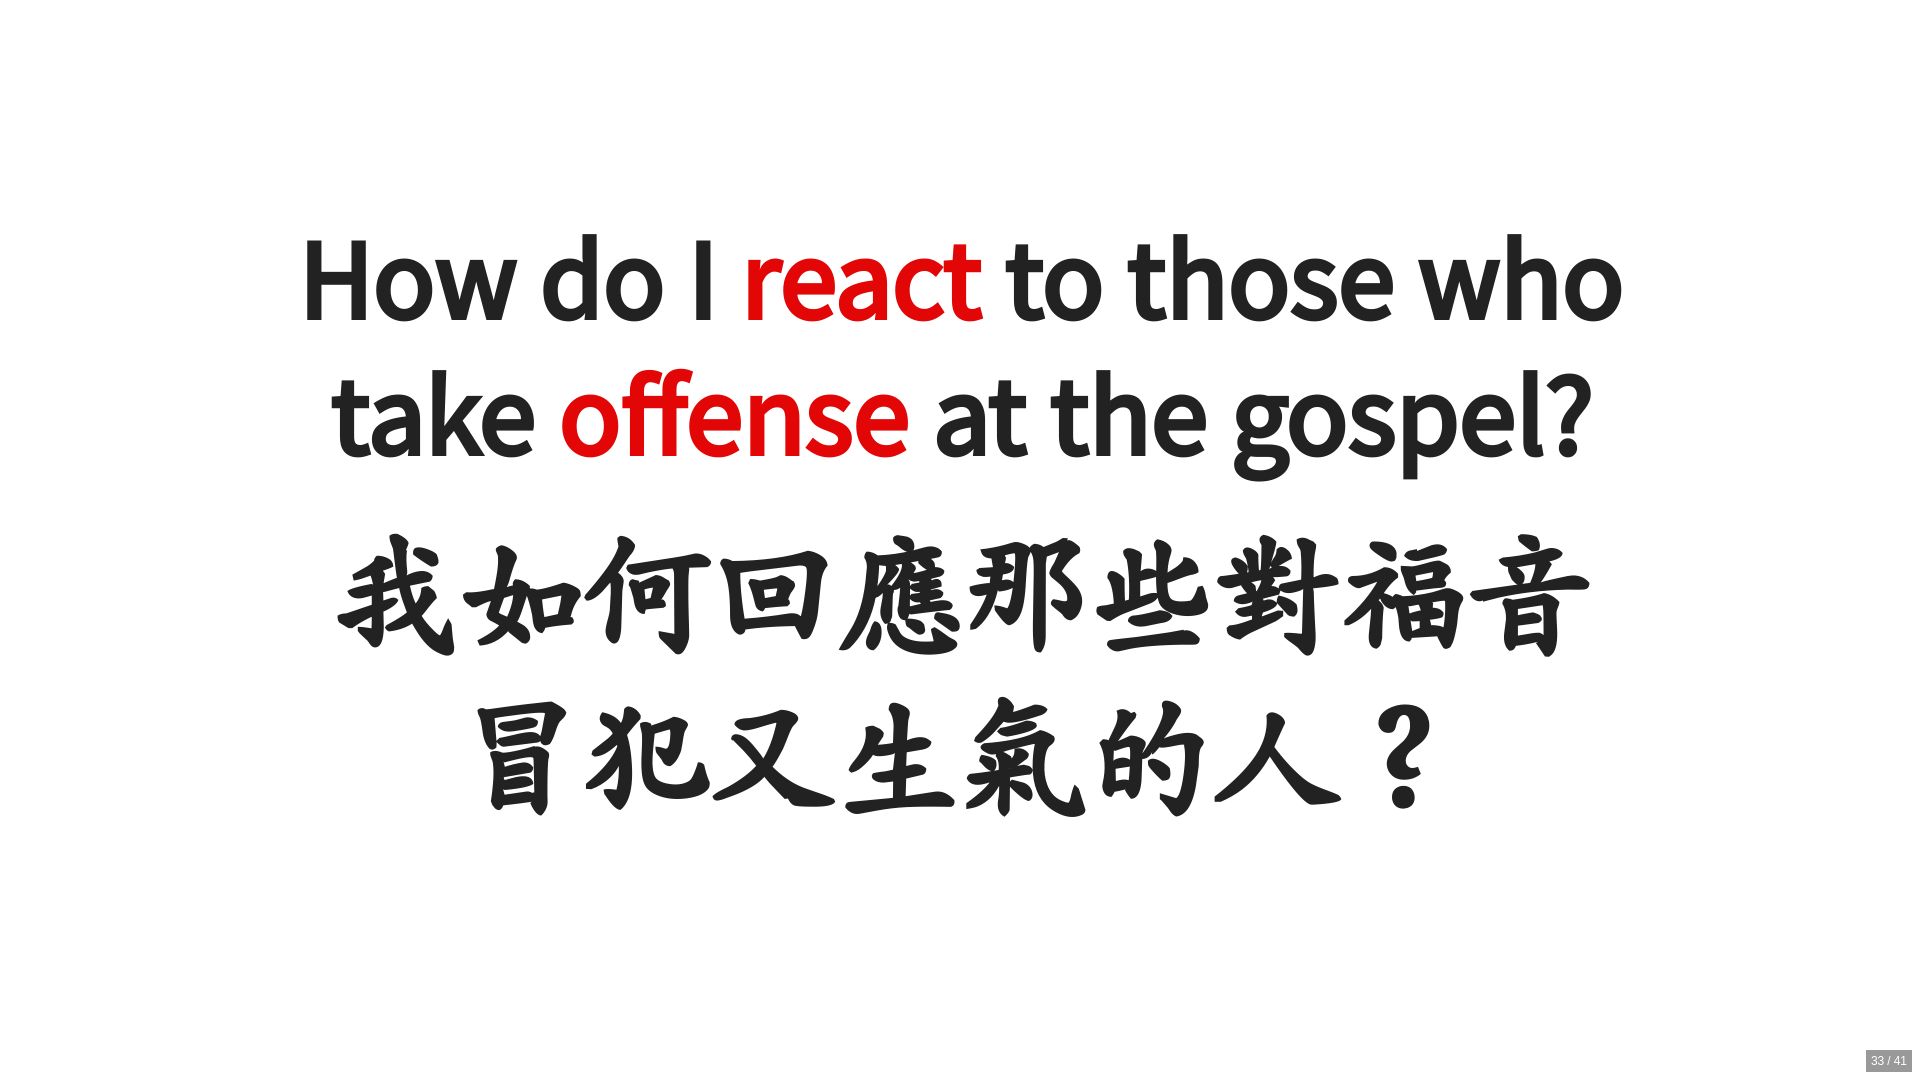 How do I react to those who
take offense at the gospel?
我如何回應那些對福音
冒犯又生氣的人？
33 / 41